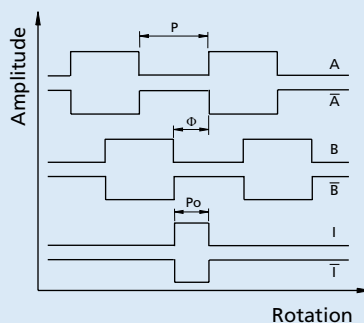 Amplitude
P
A
A̅
Φ
B
B̅
Po
I
I̅
Rotation